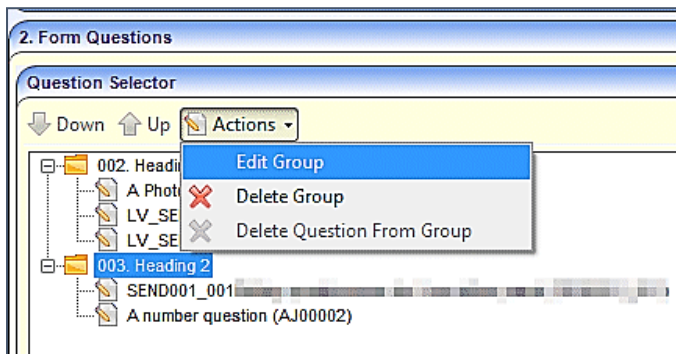 2. Form Questions
Question Selector
Down Up Actions
Edit Group
002. Headi
Delete Group
A Phot
LV_SE
Delete Question From Group
LV_SE
003. Heading 2
SEND001_001
A number question (AJ00002)